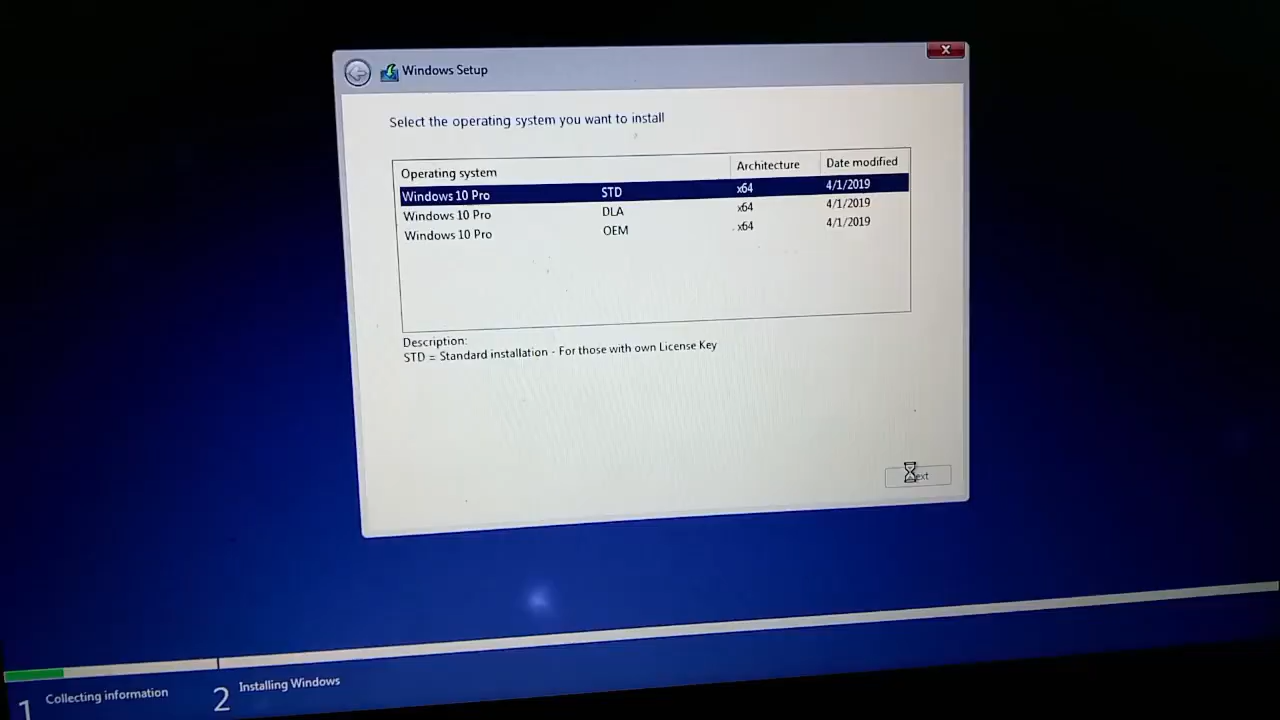 Windows Setup
Select the operating system you want to install
Operating system Architecture Date modified
Windows 10 Pro STD x64 4/1/2019
Windows 10 Pro DLA x64 4/1/2019
Windows 10 Pro OEM x64 4/1/2019
Description:
STD = Standard installation - For those with own License Key
Next
1 Collecting information
2 Installing Windows